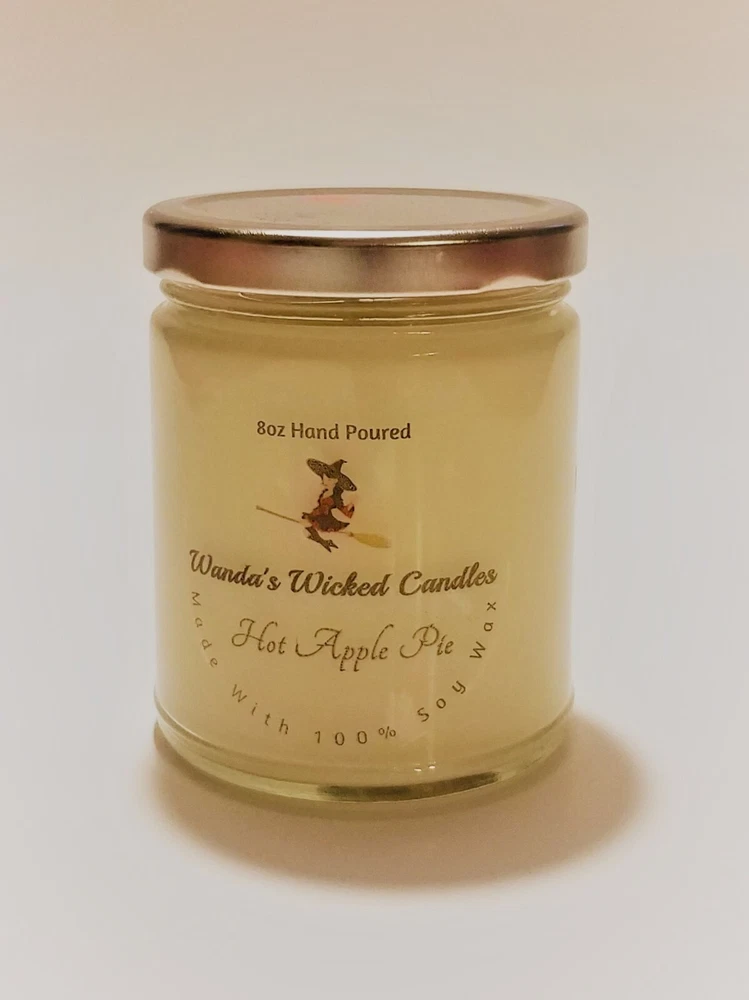 8oz Hand Poured
Wanda's Wicked Candles
Hot Apple Pie
Made With 100% Soy Wax